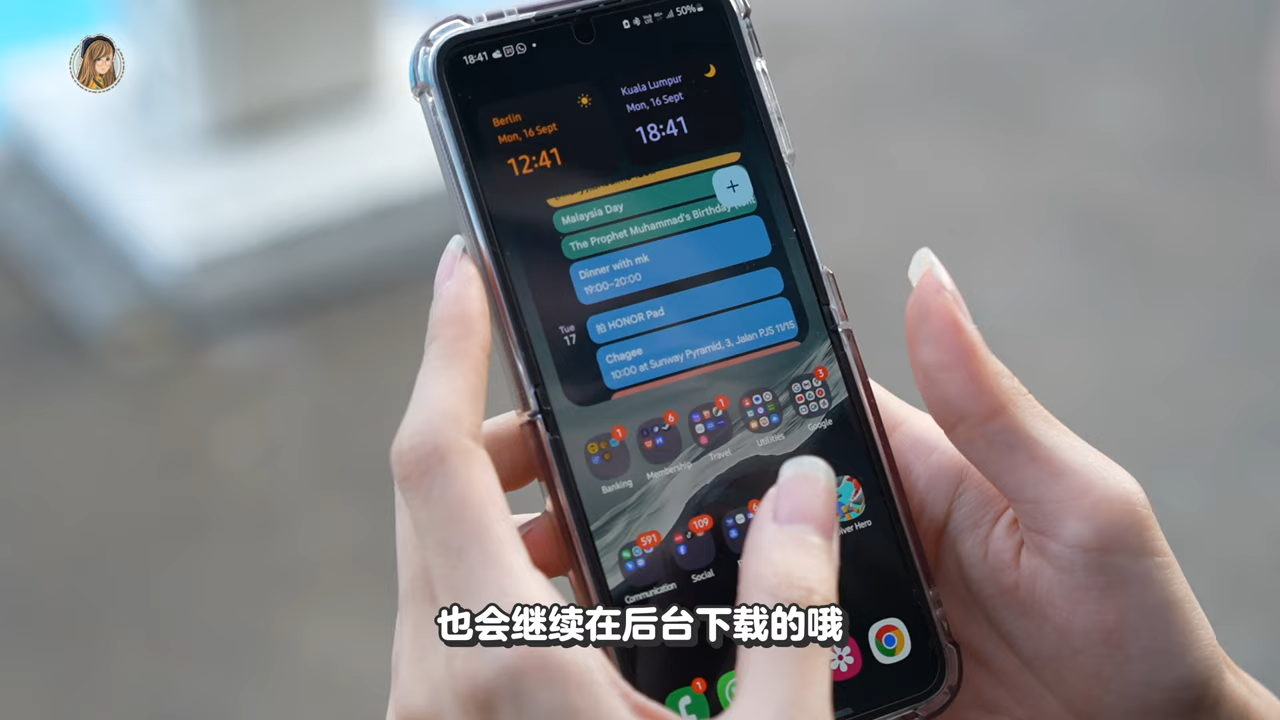 18:41
50%
Berlin
Mon, 16 Sept
12:41
Kuala Lumpur
Mon, 16 Sept
18:41
Malaysia Day
The Prophet Muhammad's Birthday
Dinner with mk
19:00–20:00
Tue
17
HONOR Pad
Chagee
10:00 at Sunway Pyramid, 3, Jalan PJS 11/15
1
6
1
3
Banking
Membership
Travel
Utilities
Google
591
109
Communication
Social
iver Hero
也会继续在后台下载的哦
1